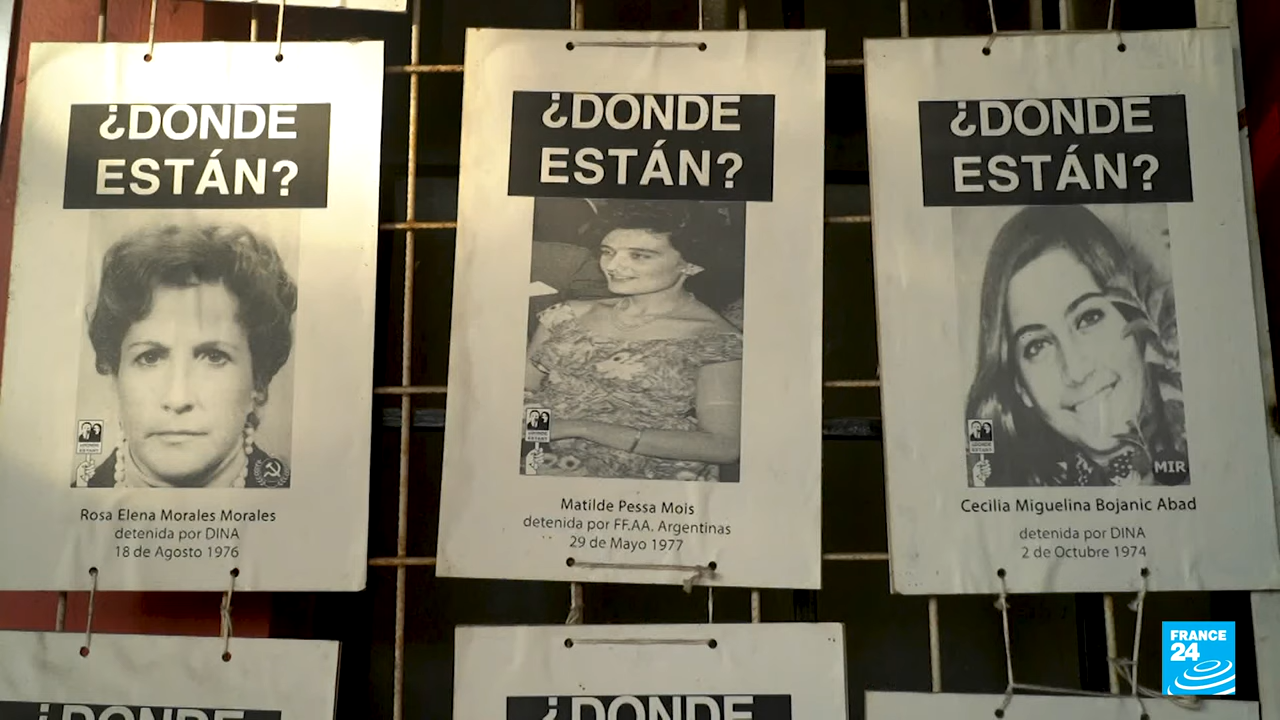 ¿DONDE
ESTÁN?
Rosa Elena Morales Morales
detenida por DINA
18 de Agosto 1976
¿DONDE
ESTÁN?
Matilde Pessa Mois
detenida por FF.AA. Argentinas
29 de Mayo 1977
¿DONDE
ESTÁN?
MIR
Cecilia Miguelina Bojanic Abad
detenida por DINA
2 de Octubre 1974
¿DONDE
¿DONDE
FRANCE
24